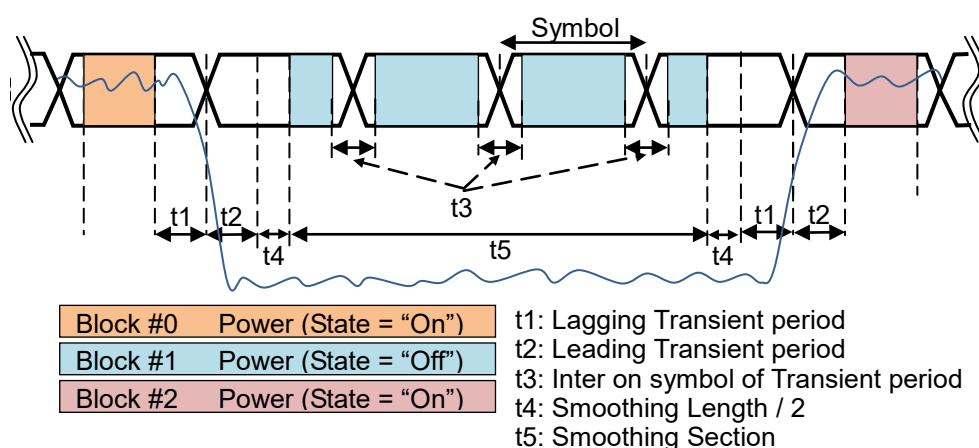 Symbol
t3
t1 t2 t4 t5 t4 t1 t2
Block #0 Power (State = "On")
Block #1 Power (State = "Off")
Block #2 Power (State = "On")
t1: Lagging Transient period
t2: Leading Transient period
t3: Inter on symbol of Transient period
t4: Smoothing Length / 2
t5: Smoothing Section